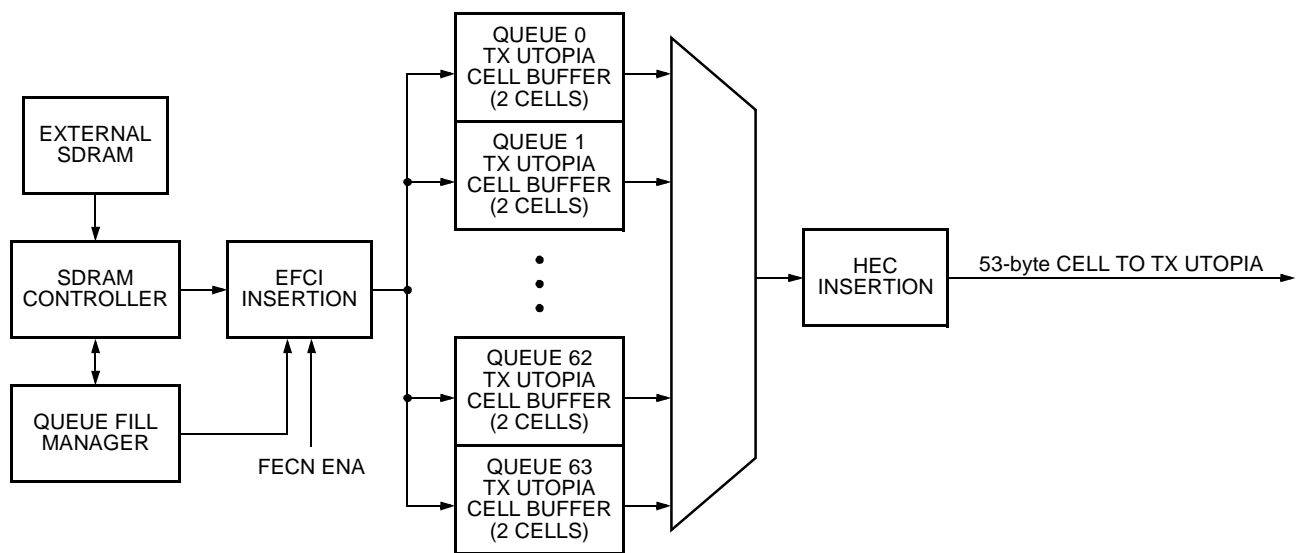 EXTERNAL
SDRAM
SDRAM
CONTROLLER
QUEUE FILL
MANAGER
EFCI
INSERTION
FECN ENA
QUEUE 0
TX UTOPIA
CELL BUFFER
(2 CELLS)
QUEUE 1
TX UTOPIA
CELL BUFFER
(2 CELLS)
QUEUE 62
TX UTOPIA
CELL BUFFER
(2 CELLS)
QUEUE 63
TX UTOPIA
CELL BUFFER
(2 CELLS)
HEC
INSERTION
53-byte CELL TO TX UTOPIA